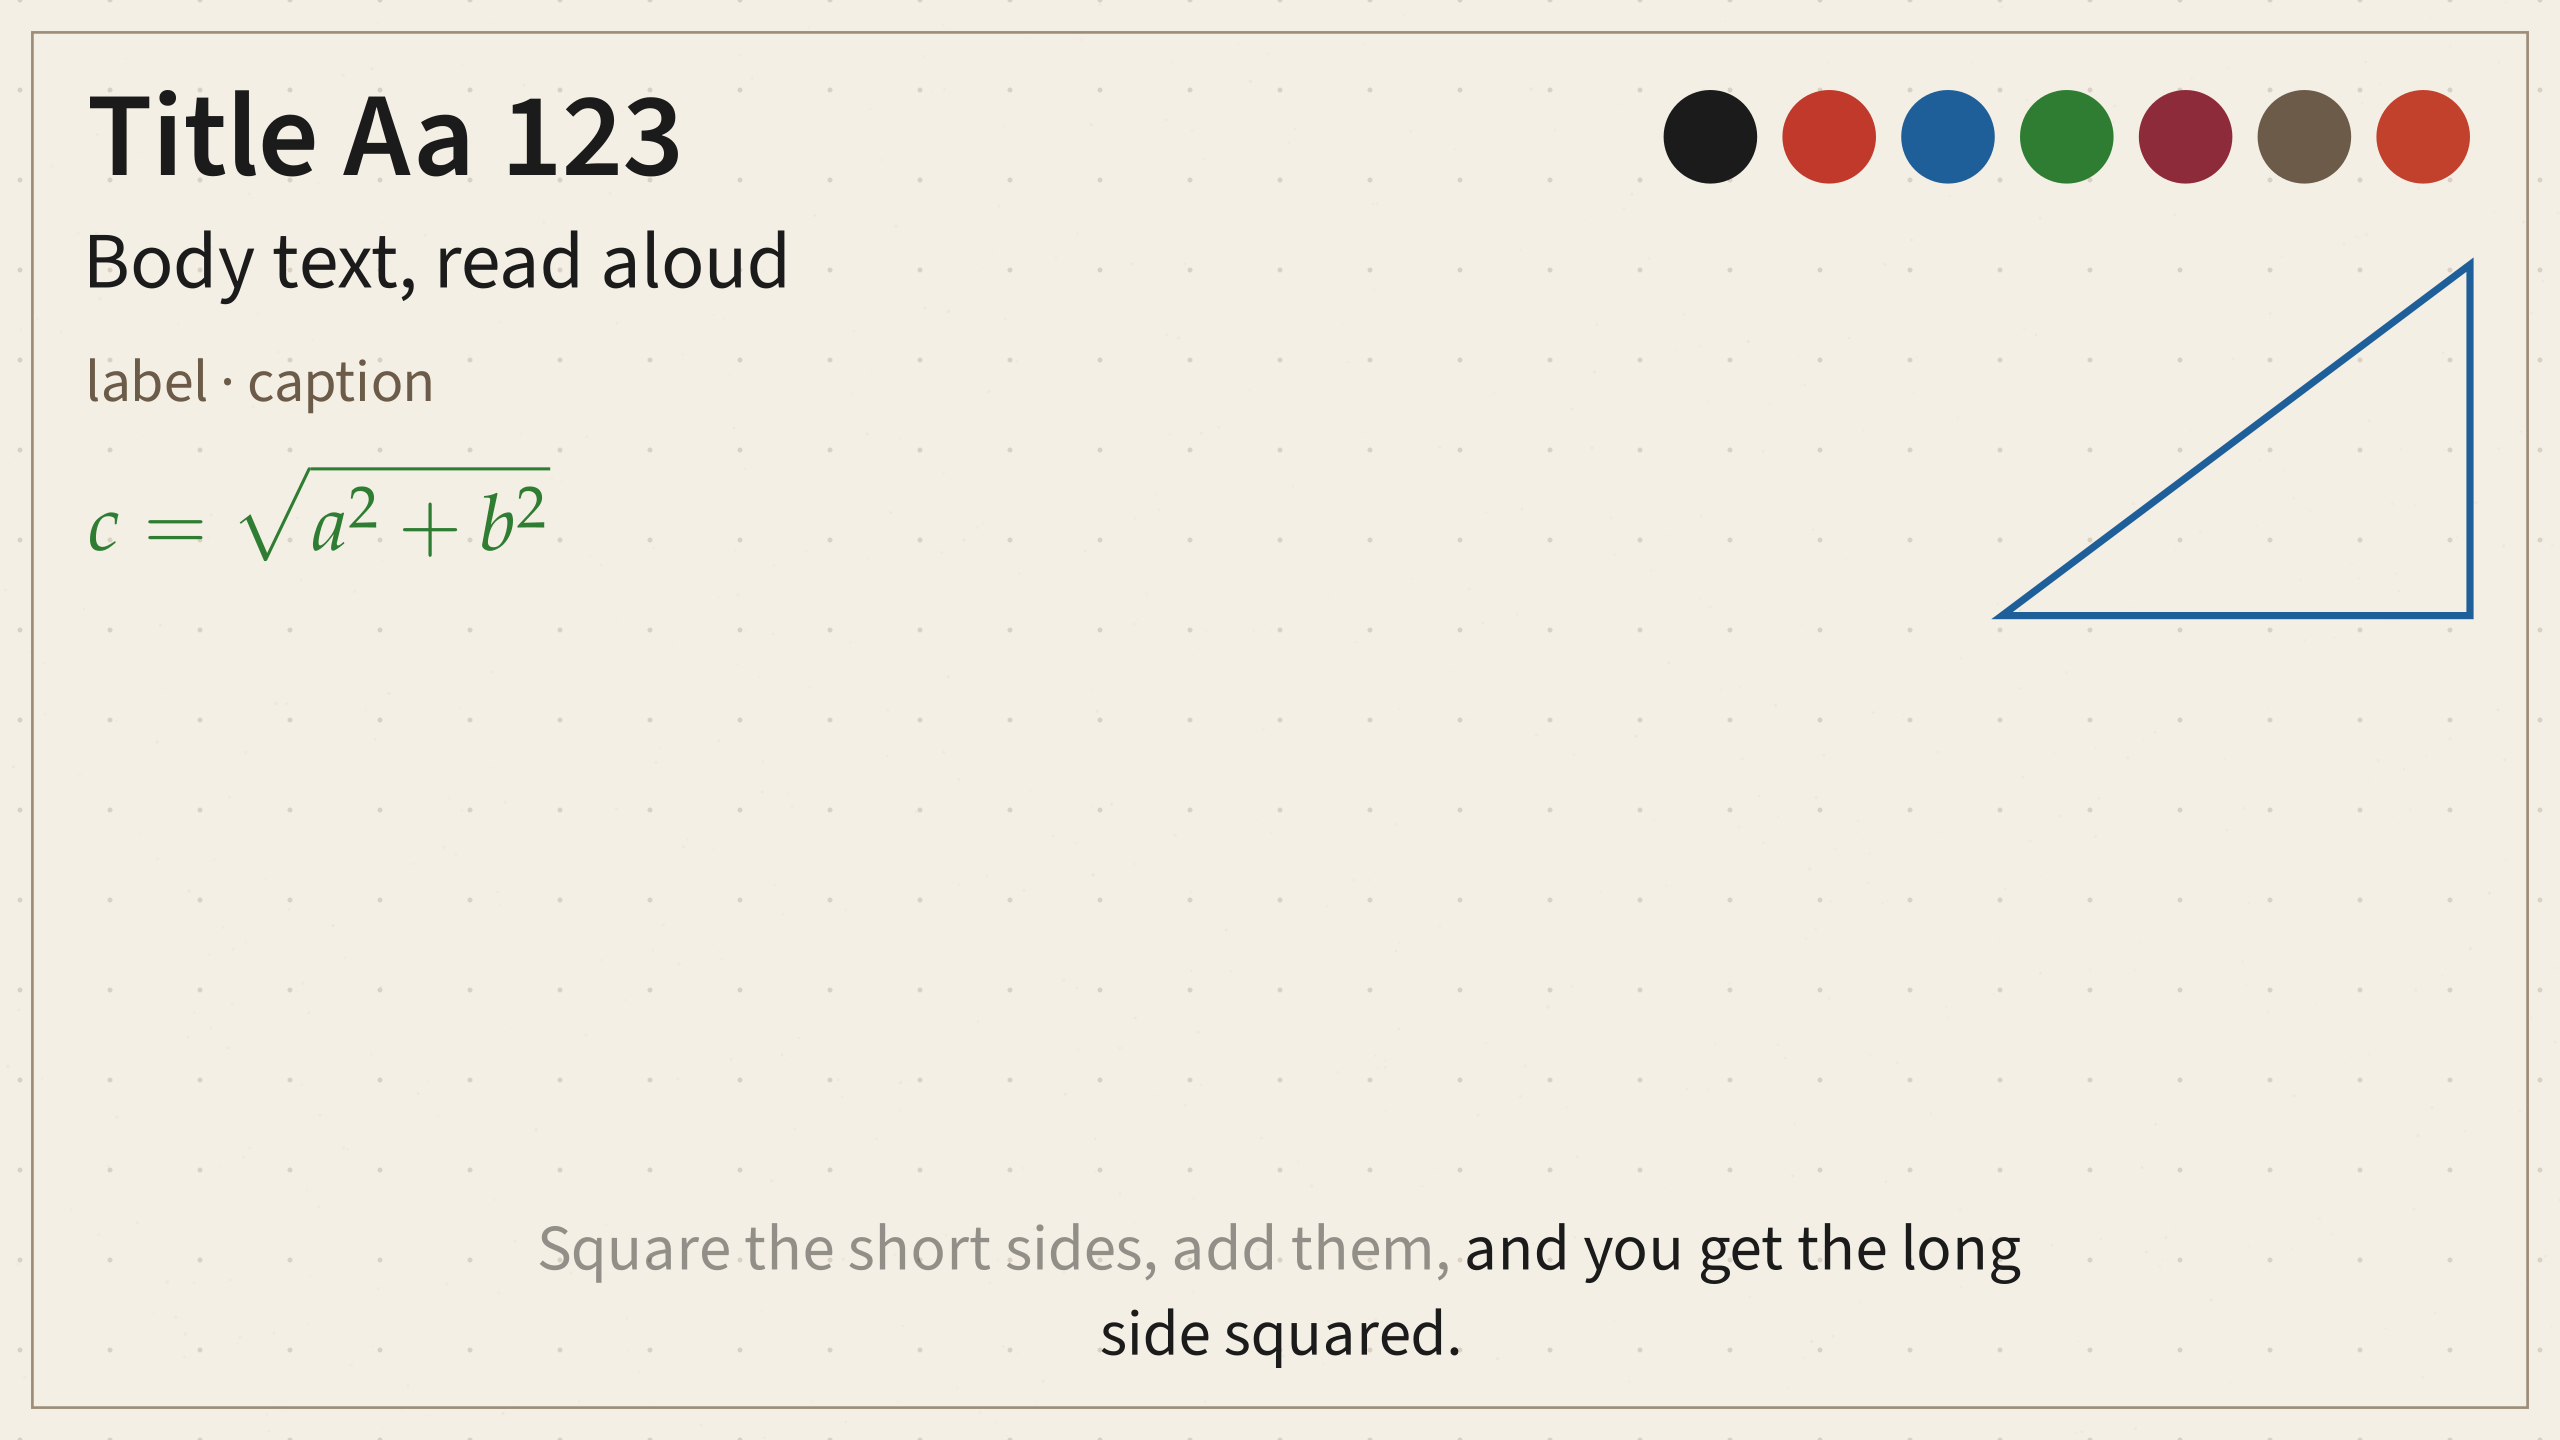 Title Aa 123
Body text, read aloud
label · caption
c = √a² + b²
Square the short sides, add them, and you get the long
side squared.